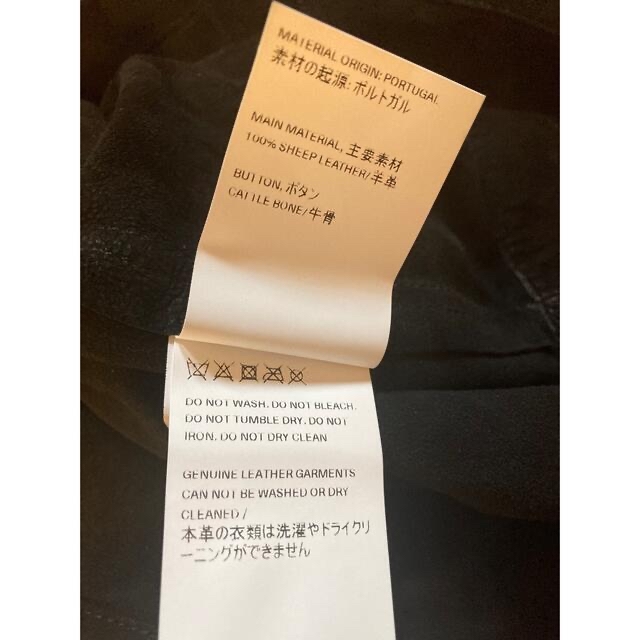 MATERIAL ORIGIN: PORTUGAL
素材の起源: ポルトガル
MAIN MATERIAL, 主要素材
100% SHEEP LEATHER/羊革
BUTTON, ボタン
CATTLE BONE/牛骨
DO NOT WASH. DO NOT BLEACH.
DO NOT TUMBLE DRY. DO NOT
IRON. DO NOT DRY CLEAN
GENUINE LEATHER GARMENTS
CAN NOT BE WASHED OR DRY
CLEANED /
本革の衣類は洗濯やドライクリ
ーニングができません